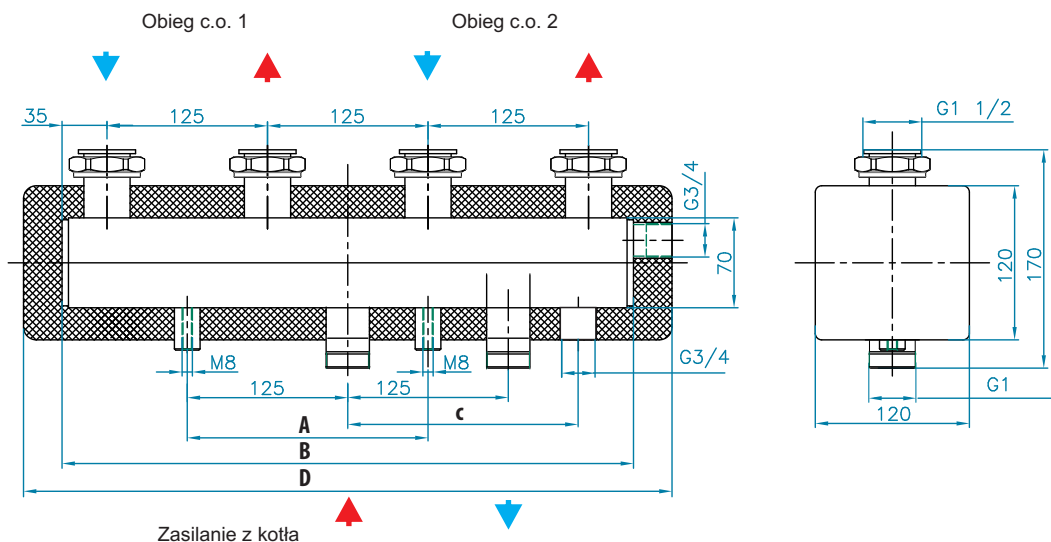 Obieg c.o. 1
Obieg c.o. 2
35
125
125
125
G1 1/2
G3/4
70
120
170
M8
M8
G3/4
125
125
G1
A
c
120
B
D
Zasilanie z kotła